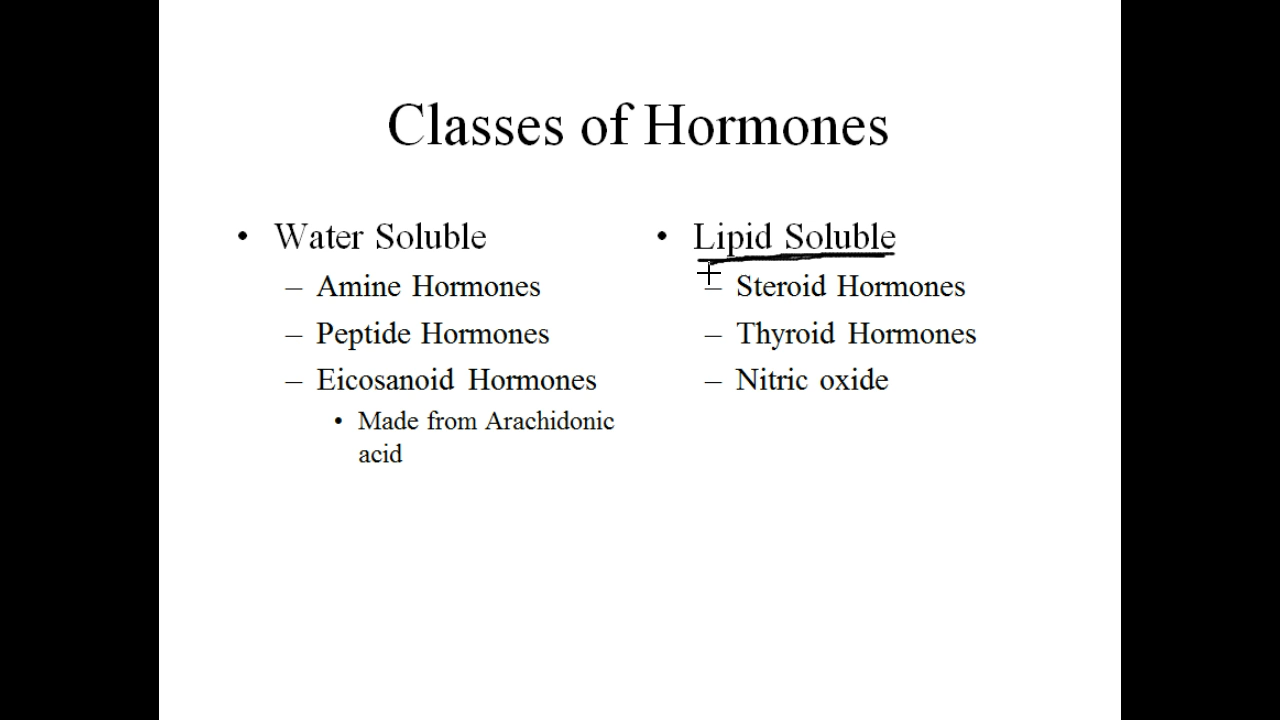 Classes of Hormones
• Water Soluble
– Amine Hormones
– Peptide Hormones
– Eicosanoid Hormones
• Made from Arachidonic
acid
• Lipid Soluble
– Steroid Hormones
– Thyroid Hormones
– Nitric oxide